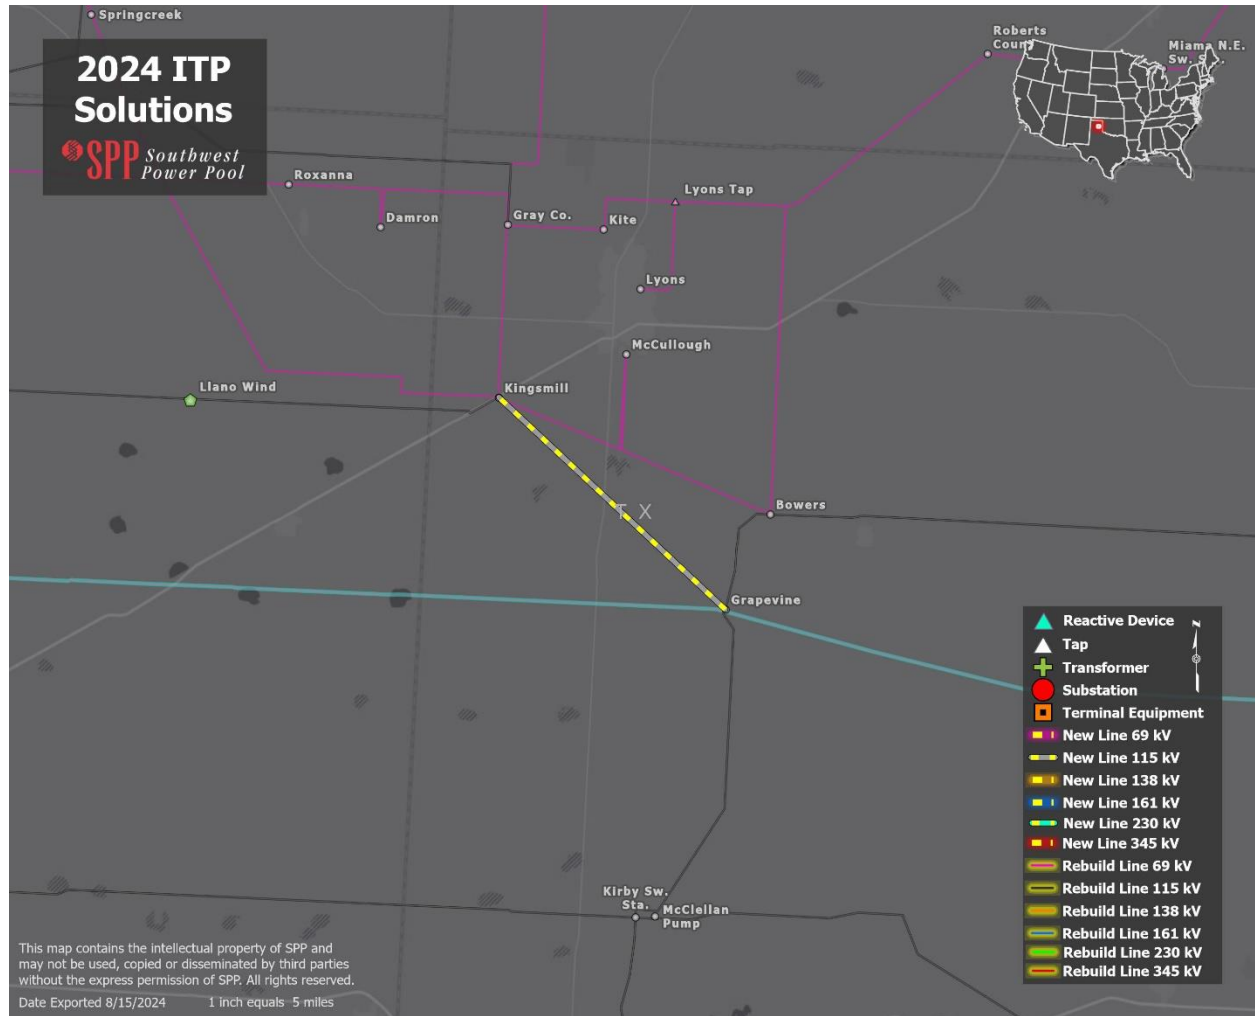 Springcreek
2024 ITP
Solutions
SPP Southwest
Power Pool
Roberts
Miama N.E.
Sw.
Roxanna
Damron
Gray Co.
Kite
Lyons Tap
Lyons
McCullough
Llano Wind
Kingsmill
T X
Bowers
Grapevine
Kirby Sw.
Sta.
McClellan
Pump
N
Reactive Device
Tap
Transformer
Substation
Terminal Equipment
New Line 69 kV
New Line 115 kV
New Line 138 kV
New Line 161 kV
New Line 230 kV
New Line 345 kV
Rebuild Line 69 kV
Rebuild Line 115 kV
Rebuild Line 138 kV
Rebuild Line 161 kV
Rebuild Line 230 kV
Rebuild Line 345 kV
This map contains the intellectual property of SPP and
may not be used, copied or disseminated by third parties
without the express permission of SPP. All rights reserved.
Date Exported 8/15/2024 1 inch equals 5 miles